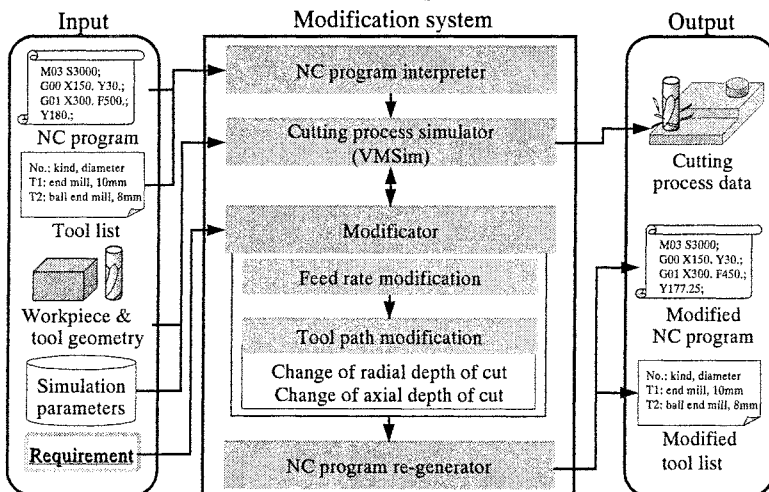 Input
M03 S3000;
G00 X150. Y30.;
G01 X300. F500.;
Y180.;
NC program
No.: kind, diameter
T1: end mill, 10mm
T2: ball end mill, 8mm
Tool list
Workpiece &
tool geometry
Simulation
parameters
Requirement
Modification system
NC program interpreter
Cutting process simulator
(VMSim)
Modificator
Feed rate modification
Tool path modification
Change of radial depth of cut
Change of axial depth of cut
NC program re-generator
Output
Cutting
process data
M03 S3000;
G00 X150. Y30.;
G01 X300. F450.;
Y177.25;
Modified
NC program
No.: kind, diameter
T1: end mill, 10mm
T2: ball end mill, 8mm
Modified
tool list